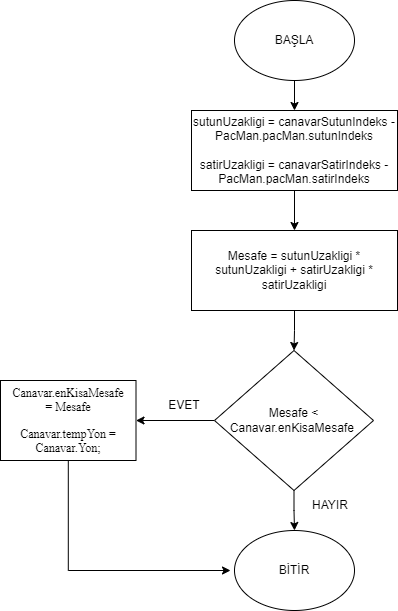 BAŞLA
sutunUzakligi = canavarSutunIndeks -
PacMan.pacMan.sutunIndeks
satirUzakligi = canavarSatirIndeks -
PacMan.pacMan.satirIndeks
Mesafe = sutunUzakligi *
sutunUzakligi + satirUzakligi *
satirUzakligi
Mesafe <
Canavar.enKisaMesafe
EVET
Canavar.enKisaMesafe
= Mesafe
Canavar.tempYon =
Canavar.Yon;
HAYIR
BİTİR